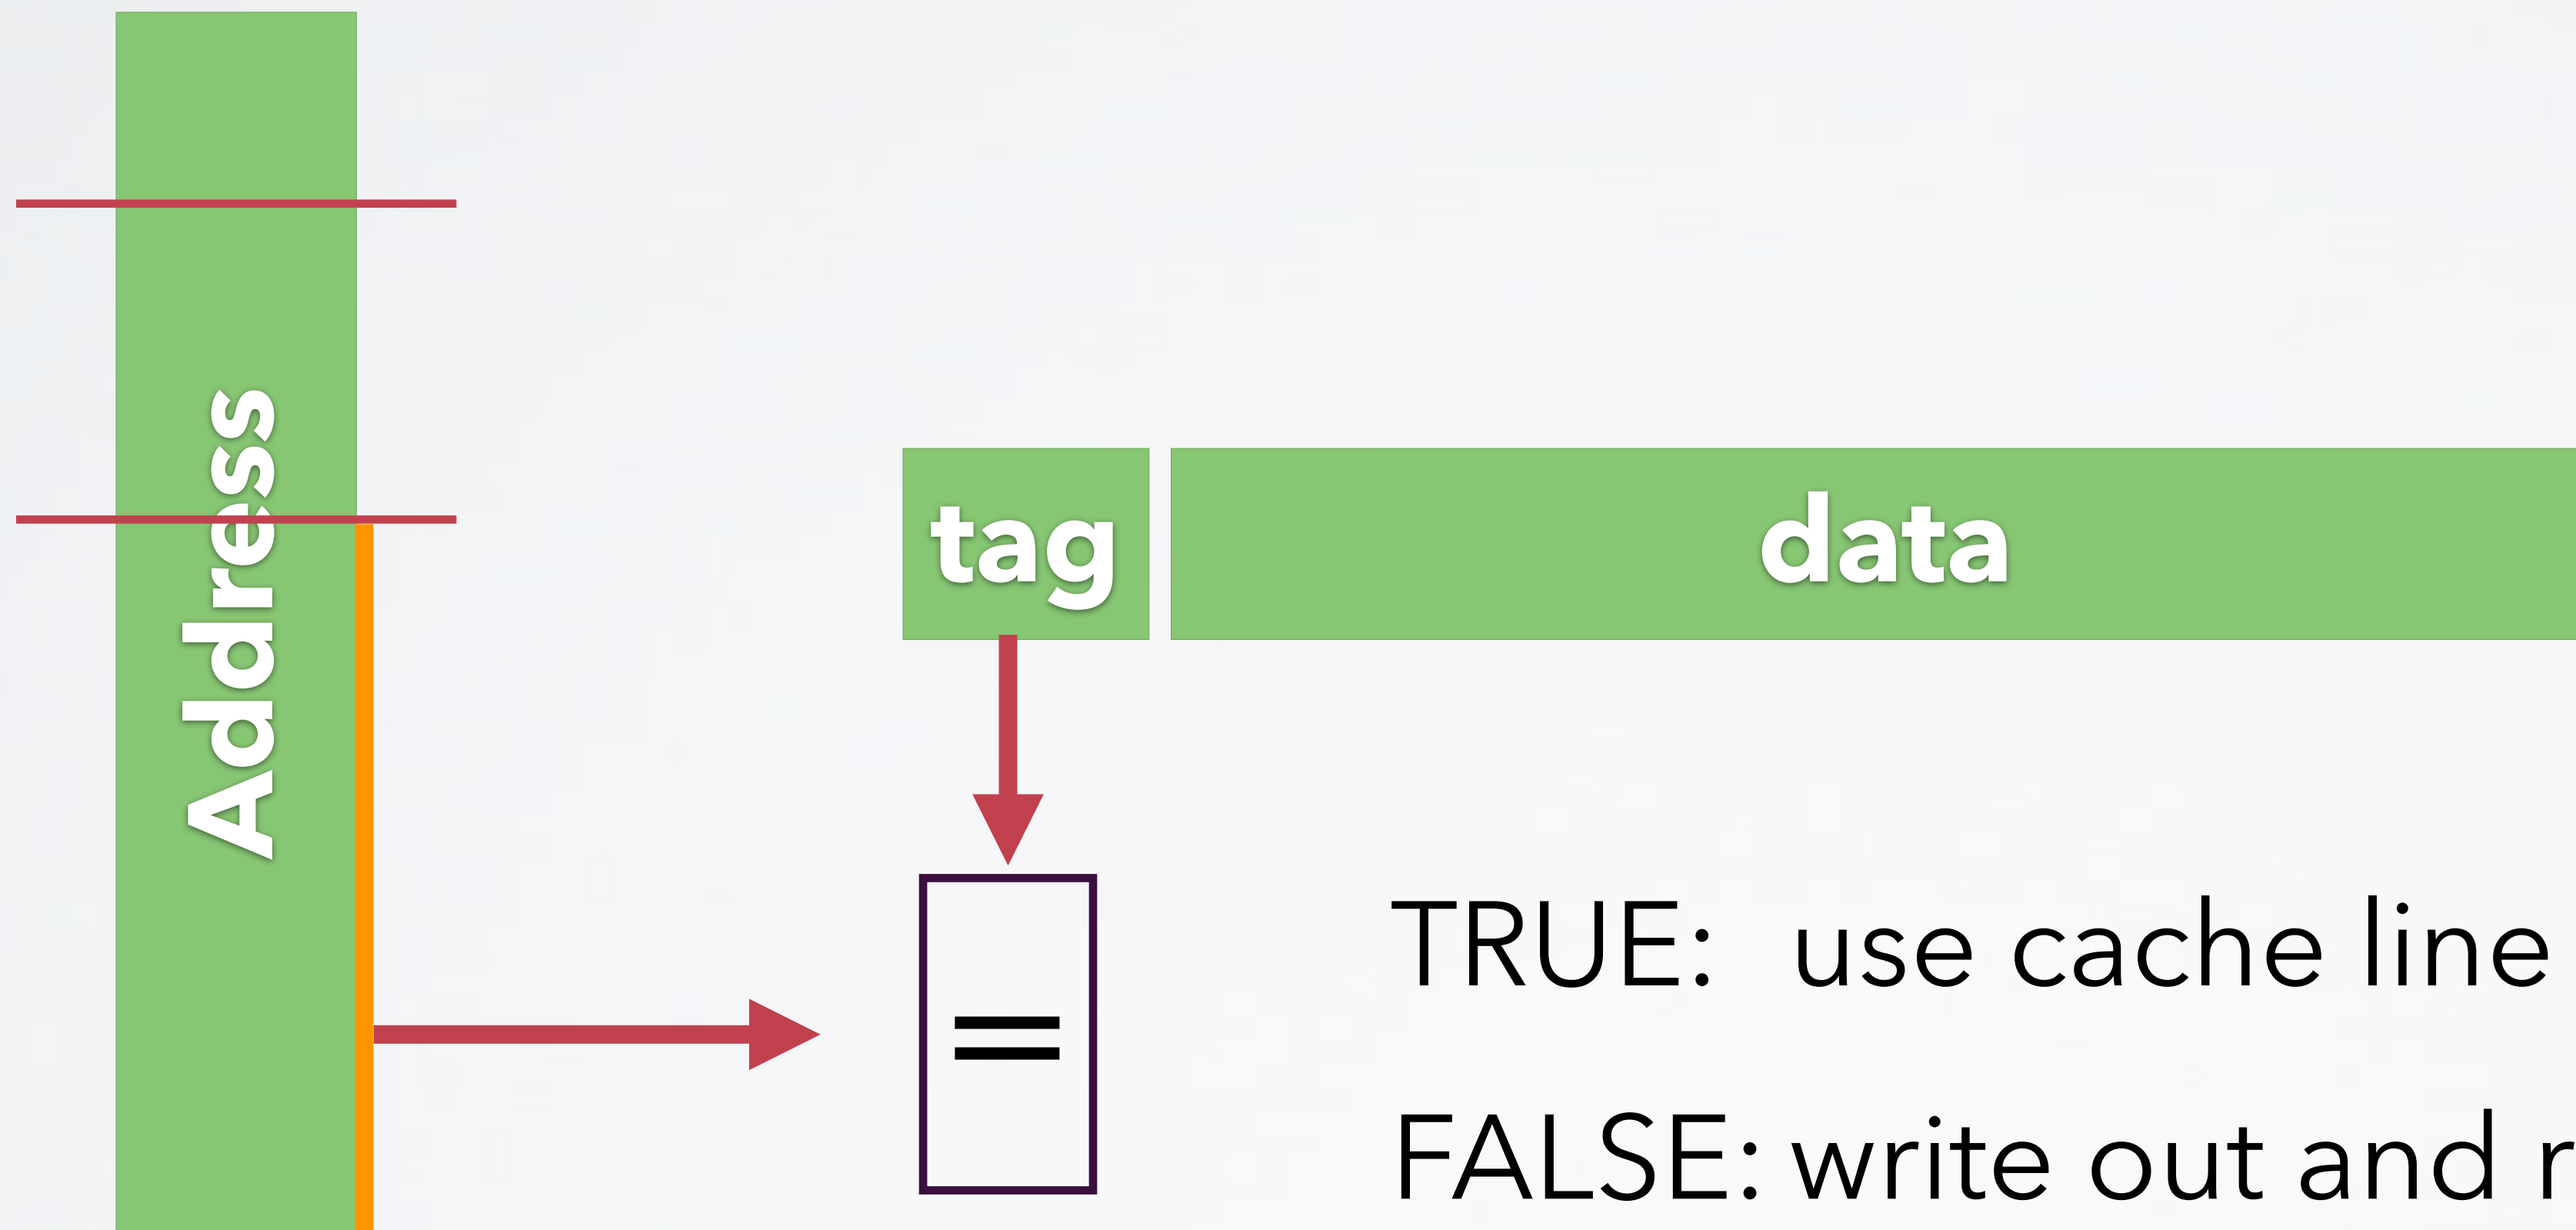 Address
tag
data
=
TRUE: use cache line
FALSE: write out and r